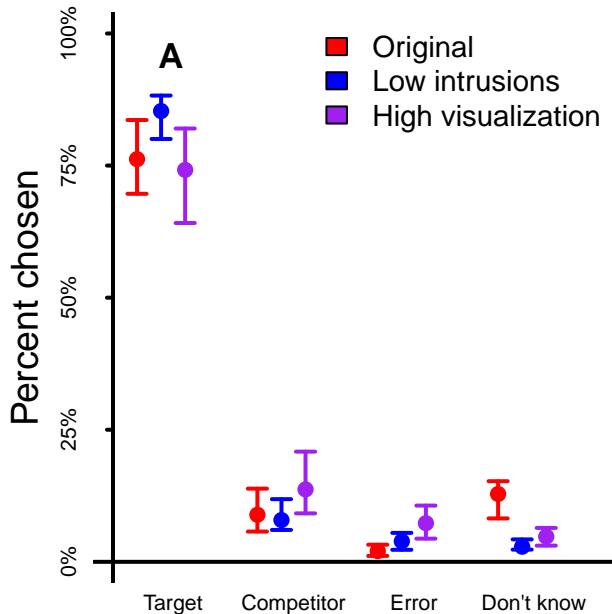 A
Original
Low intrusions
High visualization
Percent chosen
100%
75%
50%
25%
0%
Target Competitor Error Don't know